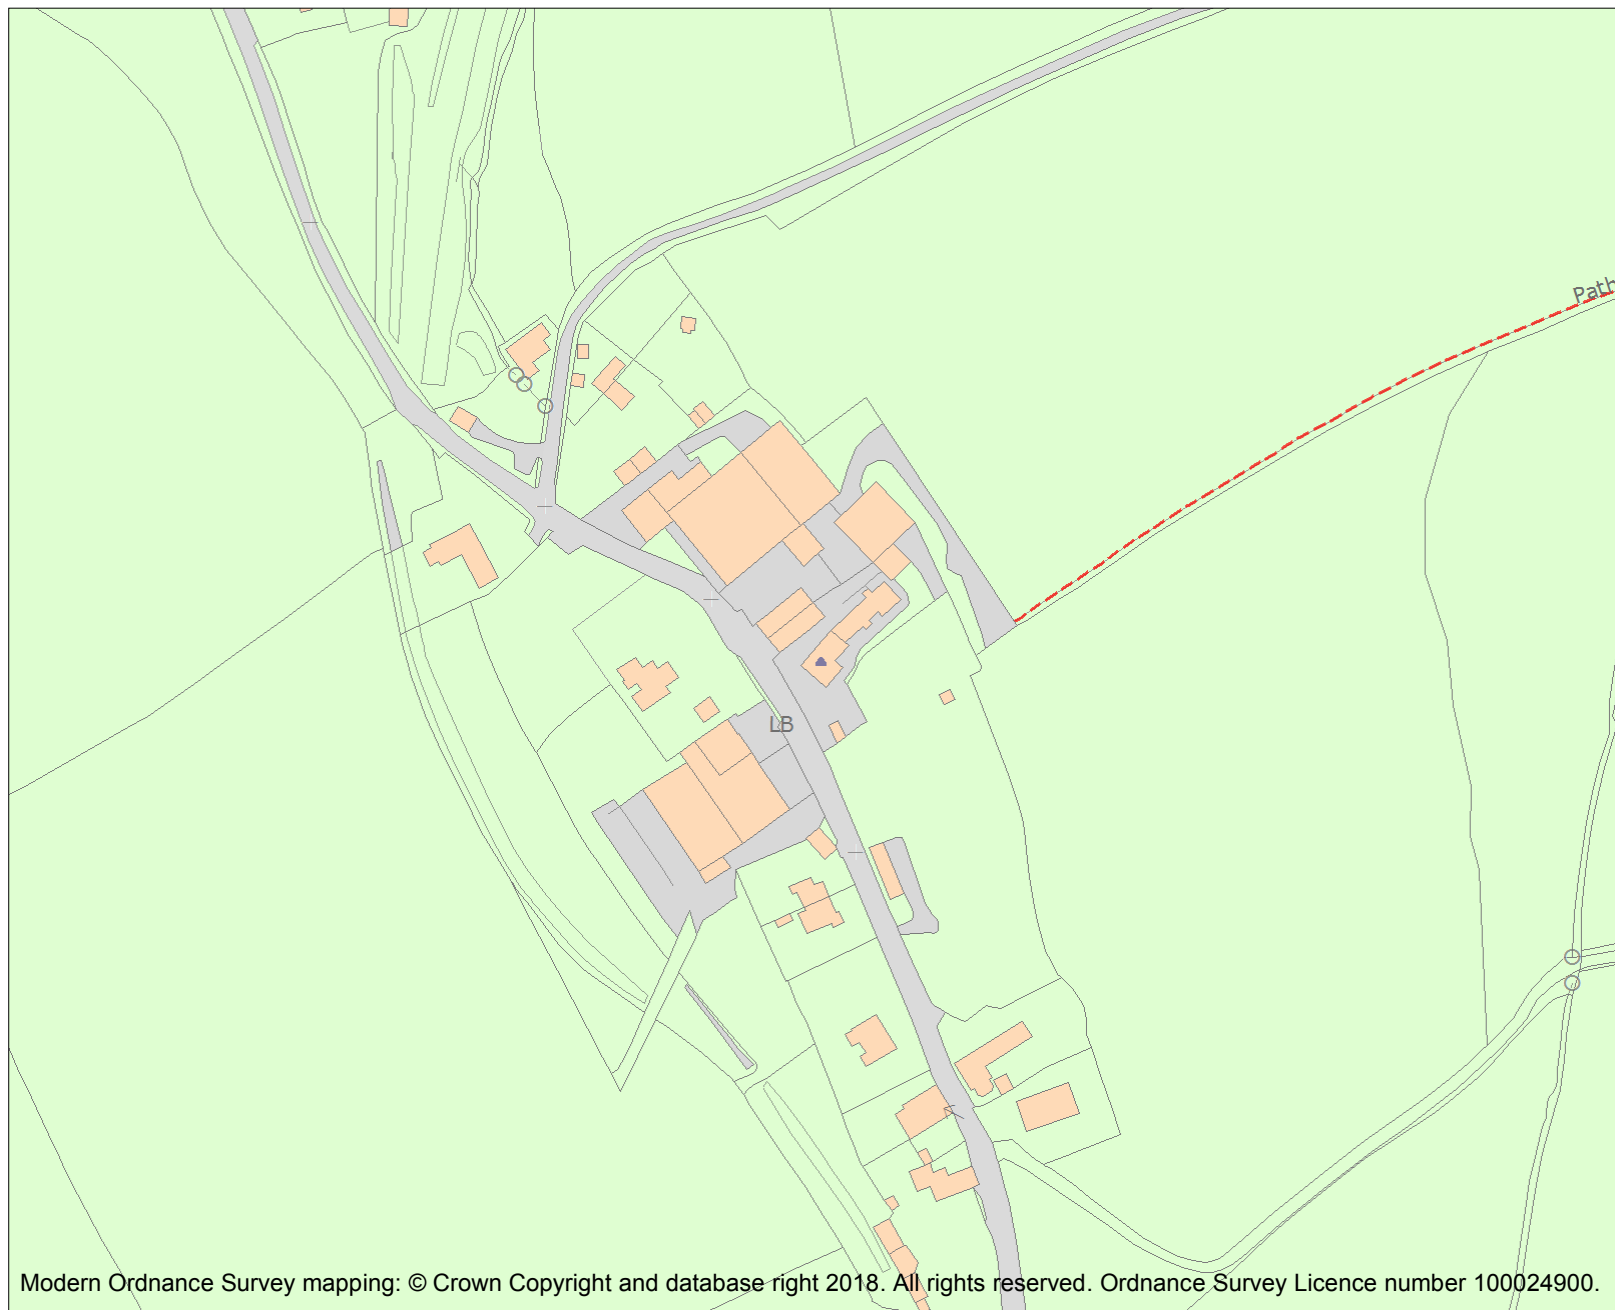 Path
LB
Modern Ordnance Survey mapping: © Crown Copyright and database right 2018. All rights reserved. Ordnance Survey Licence number 100024900.